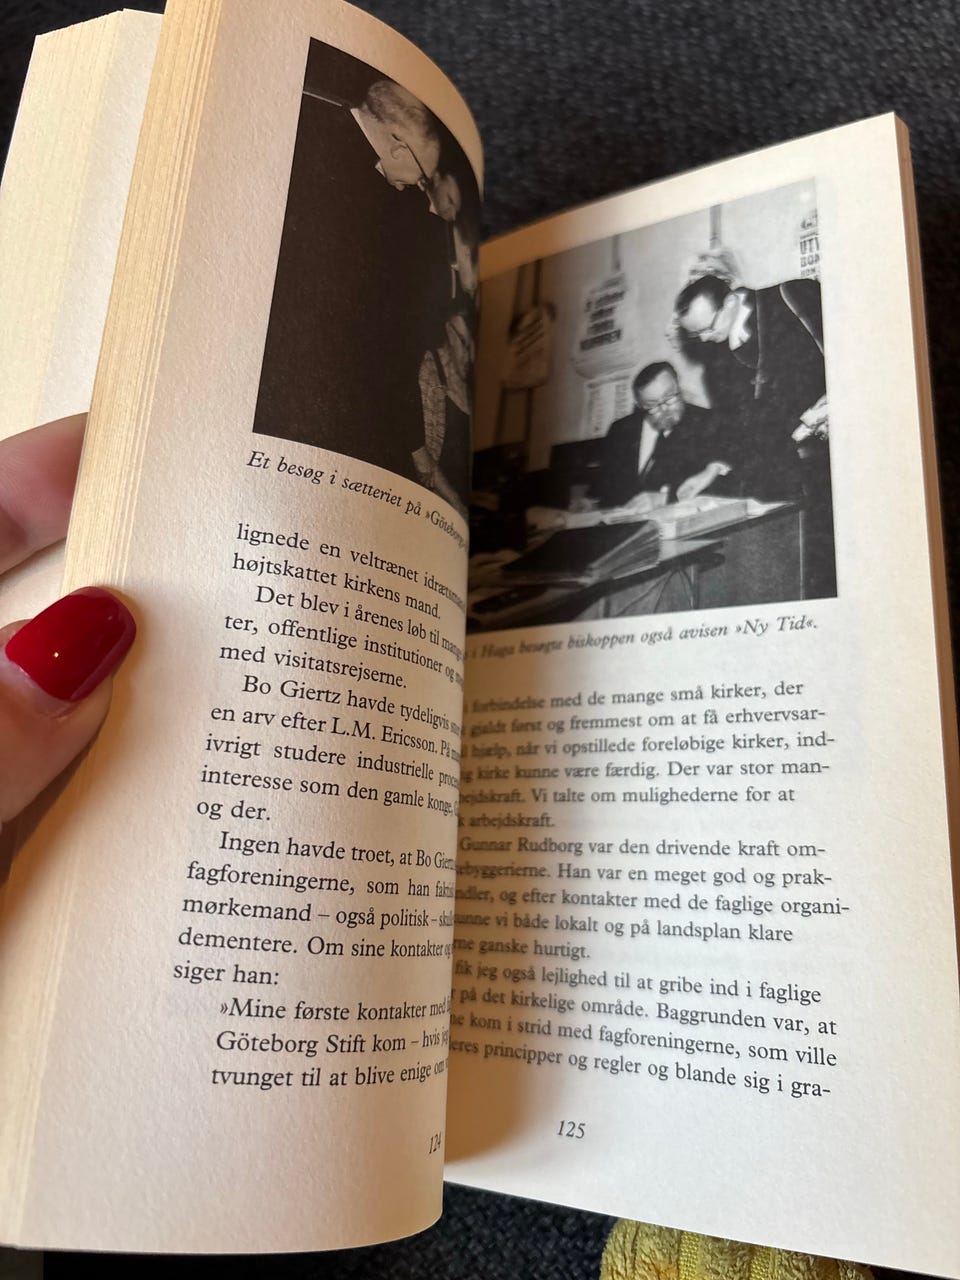 Et besøg i sætteriet på »Göteborg-
lignede en veltrænet
højtskattet kirkens mand.
Det blev i årenes løb til
ter, offentlige institutioner og
med visitatsrejserne.
Bo Giertz havde tydeligvis
en arv efter L.M. Ericsson. På
ivrigt studere industrielle
interesse som den gamle konge,
og der.
Ingen havde troet, at Bo Giertz
fagforeningerne, som han
mørkemand – også politisk –
dementere. Om sine kontakter
siger han:
»Mine første kontakter med
Göteborg Stift kom – hvis
tvunget til at blive enige om
124
UTV
i Haga besøgte biskoppen også avisen »Ny Tid«.
forbindelse med de mange små kirker, der
gjaldt først og fremmest om at få erhvervsar-
hjælp, når vi opstillede foreløbige kirker, ind-
kirke kunne være færdig. Der var stor man-
Vi talte om mulighederne for at
arbejdskraft.
Gunnar Rudborg var den drivende kraft om-
Han var en meget god og prak-
og efter kontakter med de faglige organi-
kunne vi både lokalt og på landsplan klare
ganske hurtigt.
fik jeg også lejlighed til at gribe ind i faglige
på det kirkelige område. Baggrunden var, at
kom i strid med fagforeningerne, som ville
principper og regler og blande sig i gra-
125